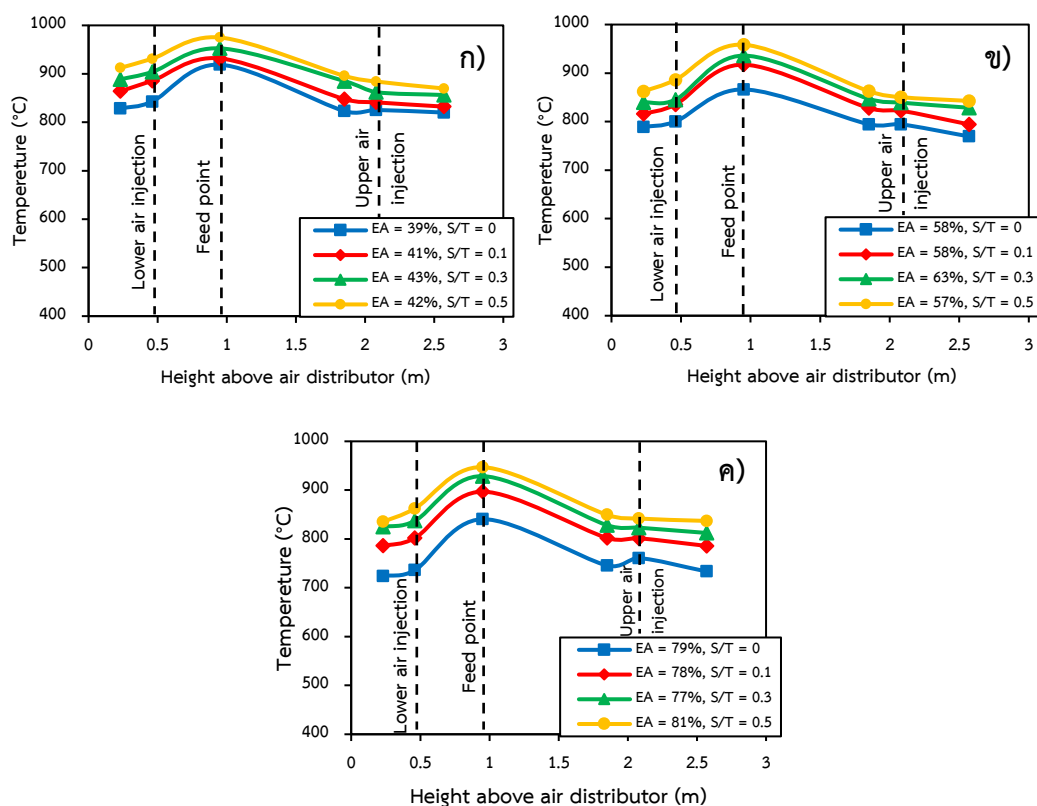 1000
900
800
700
600
500
400
0
0.5
1
1.5
2
2.5
3
Tempereture (°C)
Height above air distributor (m)
ก)
Lower air injection
Feed point
Upper air
injection
EA = 39%, S/T = 0
EA = 41%, S/T = 0.1
EA = 43%, S/T = 0.3
EA = 42%, S/T = 0.5
1000
900
800
700
600
500
400
0
0.5
1
1.5
2
2.5
3
Tempereture (°C)
Height above air distributor (m)
ข)
Lower air injection
Feed point
Upper air
injection
EA = 58%, S/T = 0
EA = 58%, S/T = 0.1
EA = 63%, S/T = 0.3
EA = 57%, S/T = 0.5
1000
900
800
700
600
500
400
0
0.5
1
1.5
2
2.5
3
Tempereture (°C)
Height above air distributor (m)
ค)
Lower air injection
Feed point
Upper air
injection
EA = 79%, S/T = 0
EA = 78%, S/T = 0.1
EA = 77%, S/T = 0.3
EA = 81%, S/T = 0.5